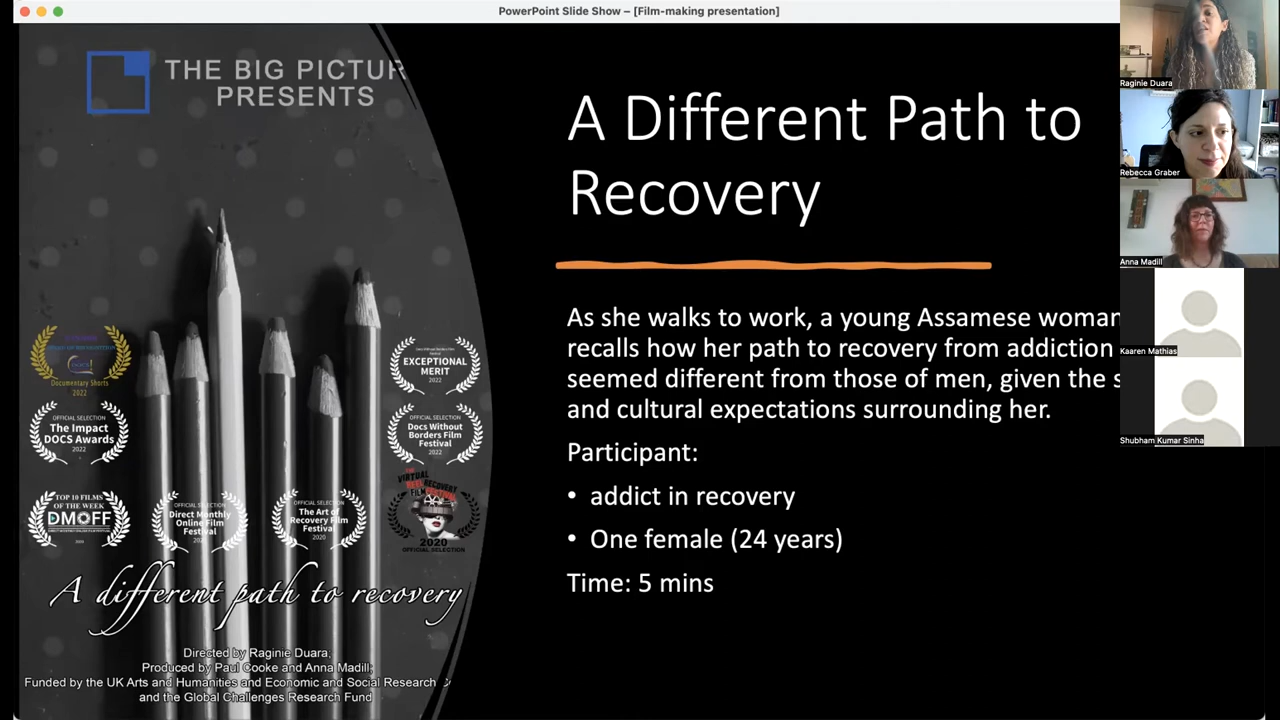 PowerPoint Slide Show – [Film-making presentation]
THE BIG PICTUR
PRESENTS
Documentary Shorts
2022
OFFICIAL SELECTION
The Impact
DOCS Awards
2022
TOP 10 FILMS
OF THE WEEK
DMOFF
OFFICIAL SELECTION
Direct Monthly
Online Film
Festival
OFFICIAL SELECTION
The Art of
Recovery Film
Festival
2020
EXCEPTIONAL
MERIT
2022
OFFICIAL SELECTION
Docs Without
Borders Film
Festival
2022
VIRTUAL
REEL RECOVERY
FILM FESTIVAL
2020
OFFICIAL SELECTION
A different path to recovery
Directed by Raginie Duara;
Produced by Paul Cooke and Anna Madill;
Funded by the UK Arts and Humanities and Economic and Social Research
and the Global Challenges Research Fund
A Different Path to
Recovery
As she walks to work, a young Assamese woman
recalls how her path to recovery from addiction
seemed different from those of men, given the s
and cultural expectations surrounding her.
Participant:
• addict in recovery
• One female (24 years)
Time: 5 mins
Raginie Duara
Rebecca Graber
Anna Madill
Kaaren Mathias
Shubham Kumar Sinha